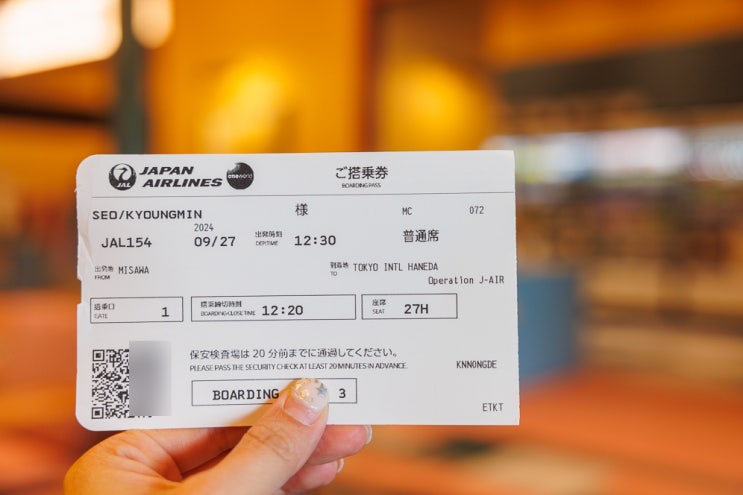 JAL
JAPAN
AIRLINES
oneworld
ご搭乗券
BOARDING PASS
SEO/KYOUNGMIN 様 MC 072
2024
JAL154 09/27 出発時刻 DEP.TIME 12:30 普通席
出発地 FROM MISAWA 到着地 TO TOKYO INTL HANEDA
Operation J-AIR
搭乗口 GATE 1 搭乗締切時刻 BOARDING CLOSE TIME 12:20 座席 SEAT 27H
保安検査場は20分前までに通過してください。
PLEASE PASS THE SECURITY CHECK AT LEAST 20 MINUTES IN ADVANCE.
KNNONGDE
BOARDING 3
ETKT